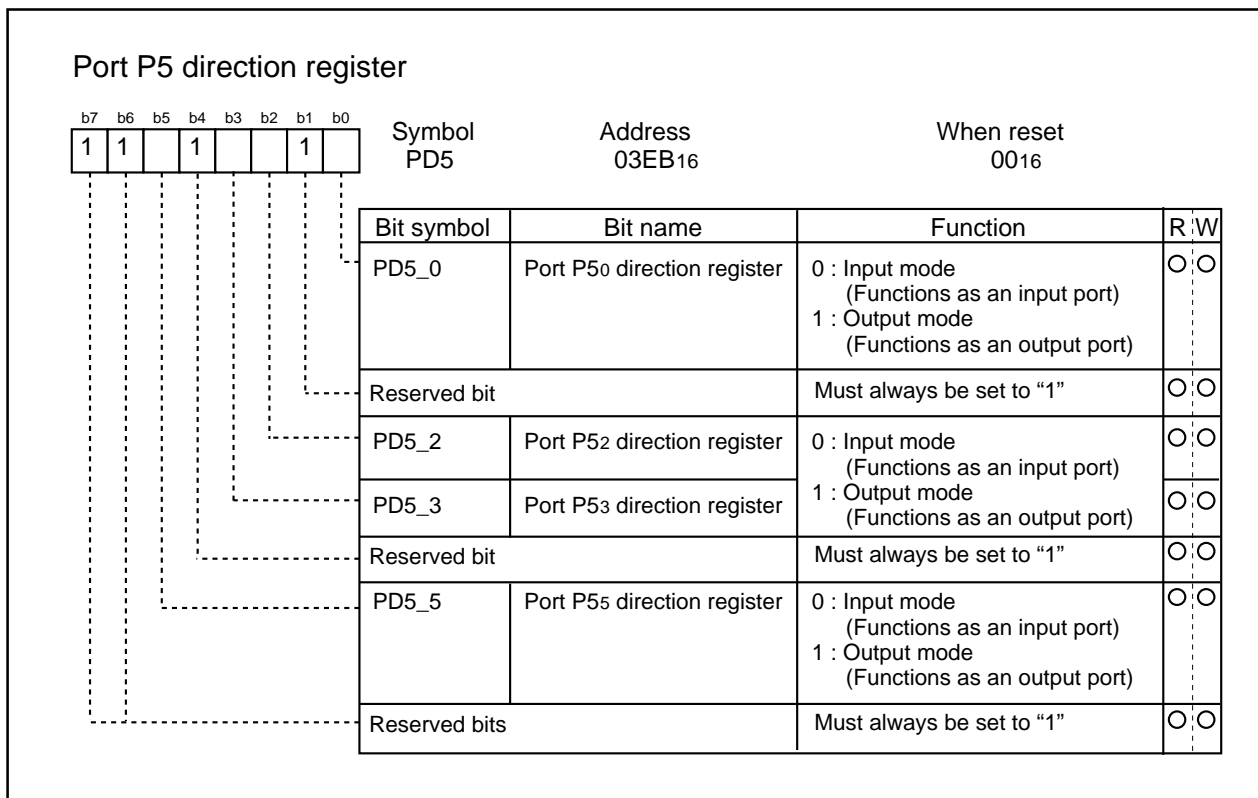 Port P5 direction register
b7 b6 b5 b4 b3 b2 b1 b0
1 1 1 1
Symbol Address When reset
PD5 03EB16 0016
Bit symbol Bit name Function R W
PD5_0 Port P50 direction register 0 : Input mode
(Functions as an input port)
1 : Output mode
(Functions as an output port)
Reserved bit Must always be set to “1”
PD5_2 Port P52 direction register 0 : Input mode
(Functions as an input port)
PD5_3 Port P53 direction register 1 : Output mode
(Functions as an output port)
Reserved bit Must always be set to “1”
PD5_5 Port P55 direction register 0 : Input mode
(Functions as an input port)
1 : Output mode
(Functions as an output port)
Reserved bits Must always be set to “1”